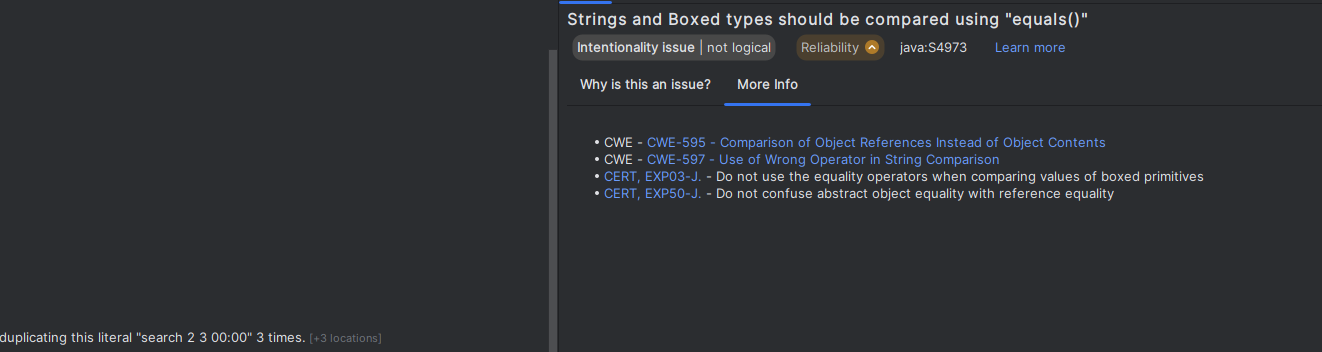 Strings and Boxed types should be compared using "equals()"
Intentionality issue | not logical Reliability java:S4973 Learn more
Why is this an issue? More Info
• CWE - CWE-595 - Comparison of Object References Instead of Object Contents
• CWE - CWE-597 - Use of Wrong Operator in String Comparison
• CERT, EXP03-J. - Do not use the equality operators when comparing values of boxed primitives
• CERT, EXP50-J. - Do not confuse abstract object equality with reference equality
duplicating this literal "search 2 3 00:00" 3 times. [+3 locations]